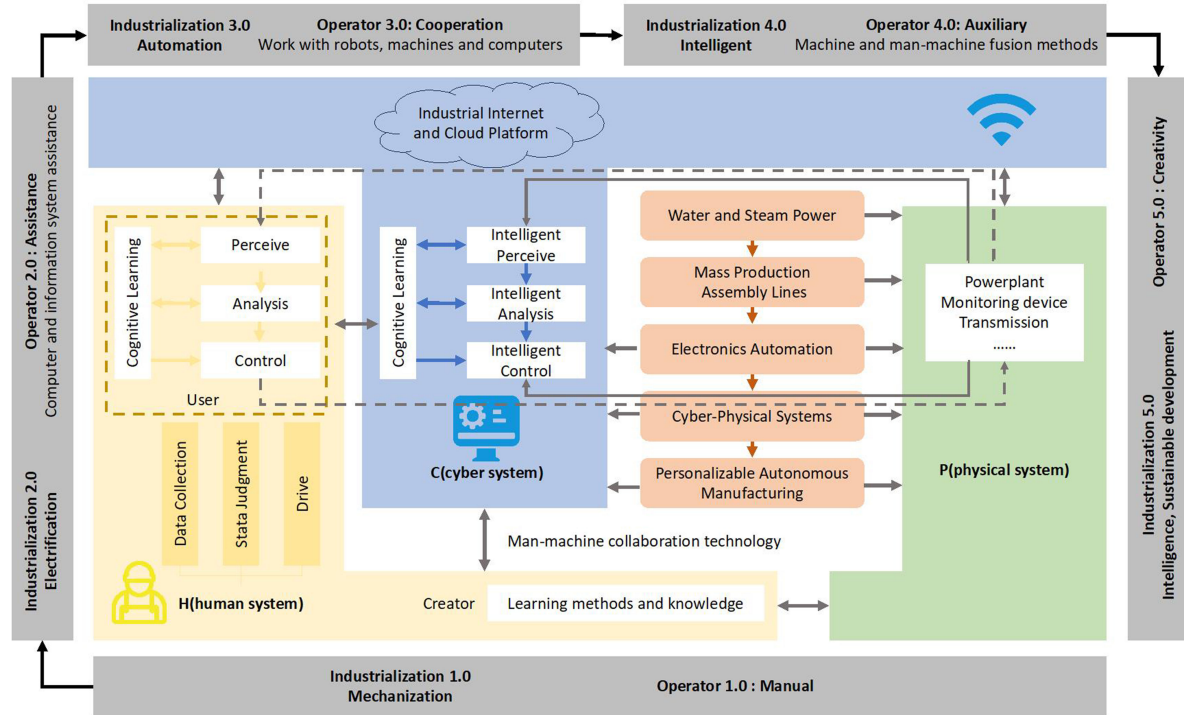 Industrialization 3.0
Automation
Operator 3.0: Cooperation
Work with robots, machines and computers
Industrialization 4.0
Intelligent
Operator 4.0: Auxiliary
Machine and man-machine fusion methods
Operator 2.0 : Assistance
Computer and information system assistance
Industrialization 2.0
Electrification
Industrial Internet
and Cloud Platform
Cognitive Learning
Perceive
Analysis
Control
User
Data Collection
Stata Judgment
Drive
H(human system)
Cognitive Learning
Intelligent
Perceive
Intelligent
Analysis
Intelligent
Control
C(cyber system)
Water and Steam Power
Mass Production
Assembly Lines
Electronics Automation
Cyber-Physical Systems
Personalizable Autonomous
Manufacturing
Powerplant
Monitoring device
Transmission
......
P(physical system)
Man-machine collaboration technology
Creator
Learning methods and knowledge
Operator 5.0 : Creativity
Industrialization 5.0
Intelligence, Sustainable development
Industrialization 1.0
Mechanization
Operator 1.0 : Manual